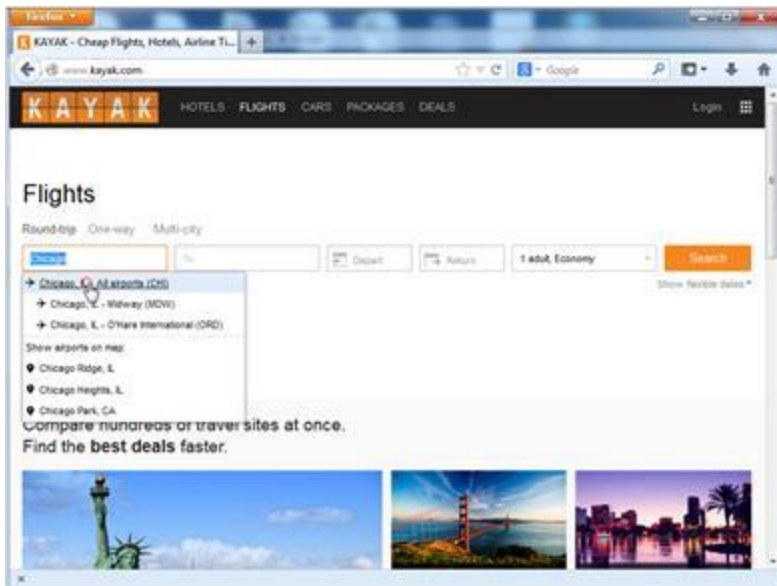 Firefox
KAYAK - Cheap Flights, Hotels, Airline Ti...
www.kayak.com
Google
KAYAK
HOTELS FLIGHTS CARS PACKAGES DEALS
Login
Flights
Round-trip One-way Multi-city
Chicago
To
Depart
Return
1 adult, Economy
Search
Show flexible dates
Chicago, All airports (CHI)
Chicago, IL - Midway (MDW)
Chicago, IL - O'Hare International (ORD)
Show airports on map:
Chicago Ridge, IL
Chicago Heights, IL
Chicago Park, CA
Compare hundreds of travel sites at once.
Find the best deals faster.